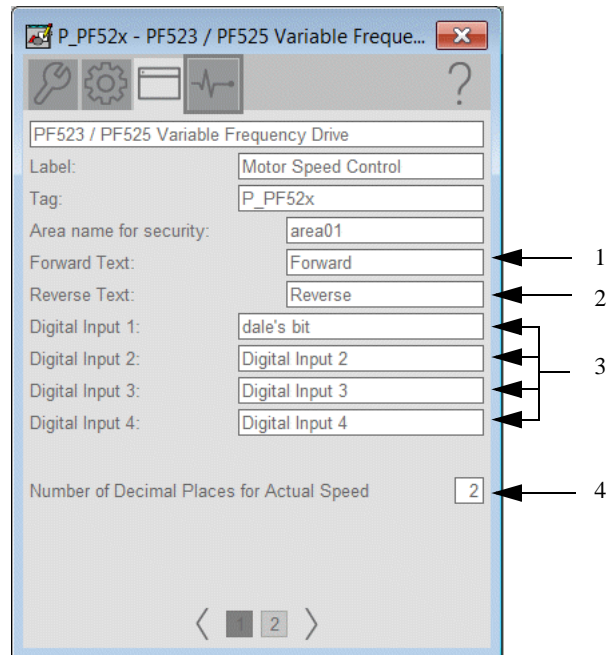 P_PF52x - PF523 / PF525 Variable Freque...
?
PF523 / PF525 Variable Frequency Drive
Label: Motor Speed Control
Tag: P_PF52x
Area name for security: area01
Forward Text: Forward 1
Reverse Text: Reverse 2
Digital Input 1: dale's bit
Digital Input 2: Digital Input 2
3
Digital Input 3: Digital Input 3
Digital Input 4: Digital Input 4
Number of Decimal Places for Actual Speed 2 4
1 2